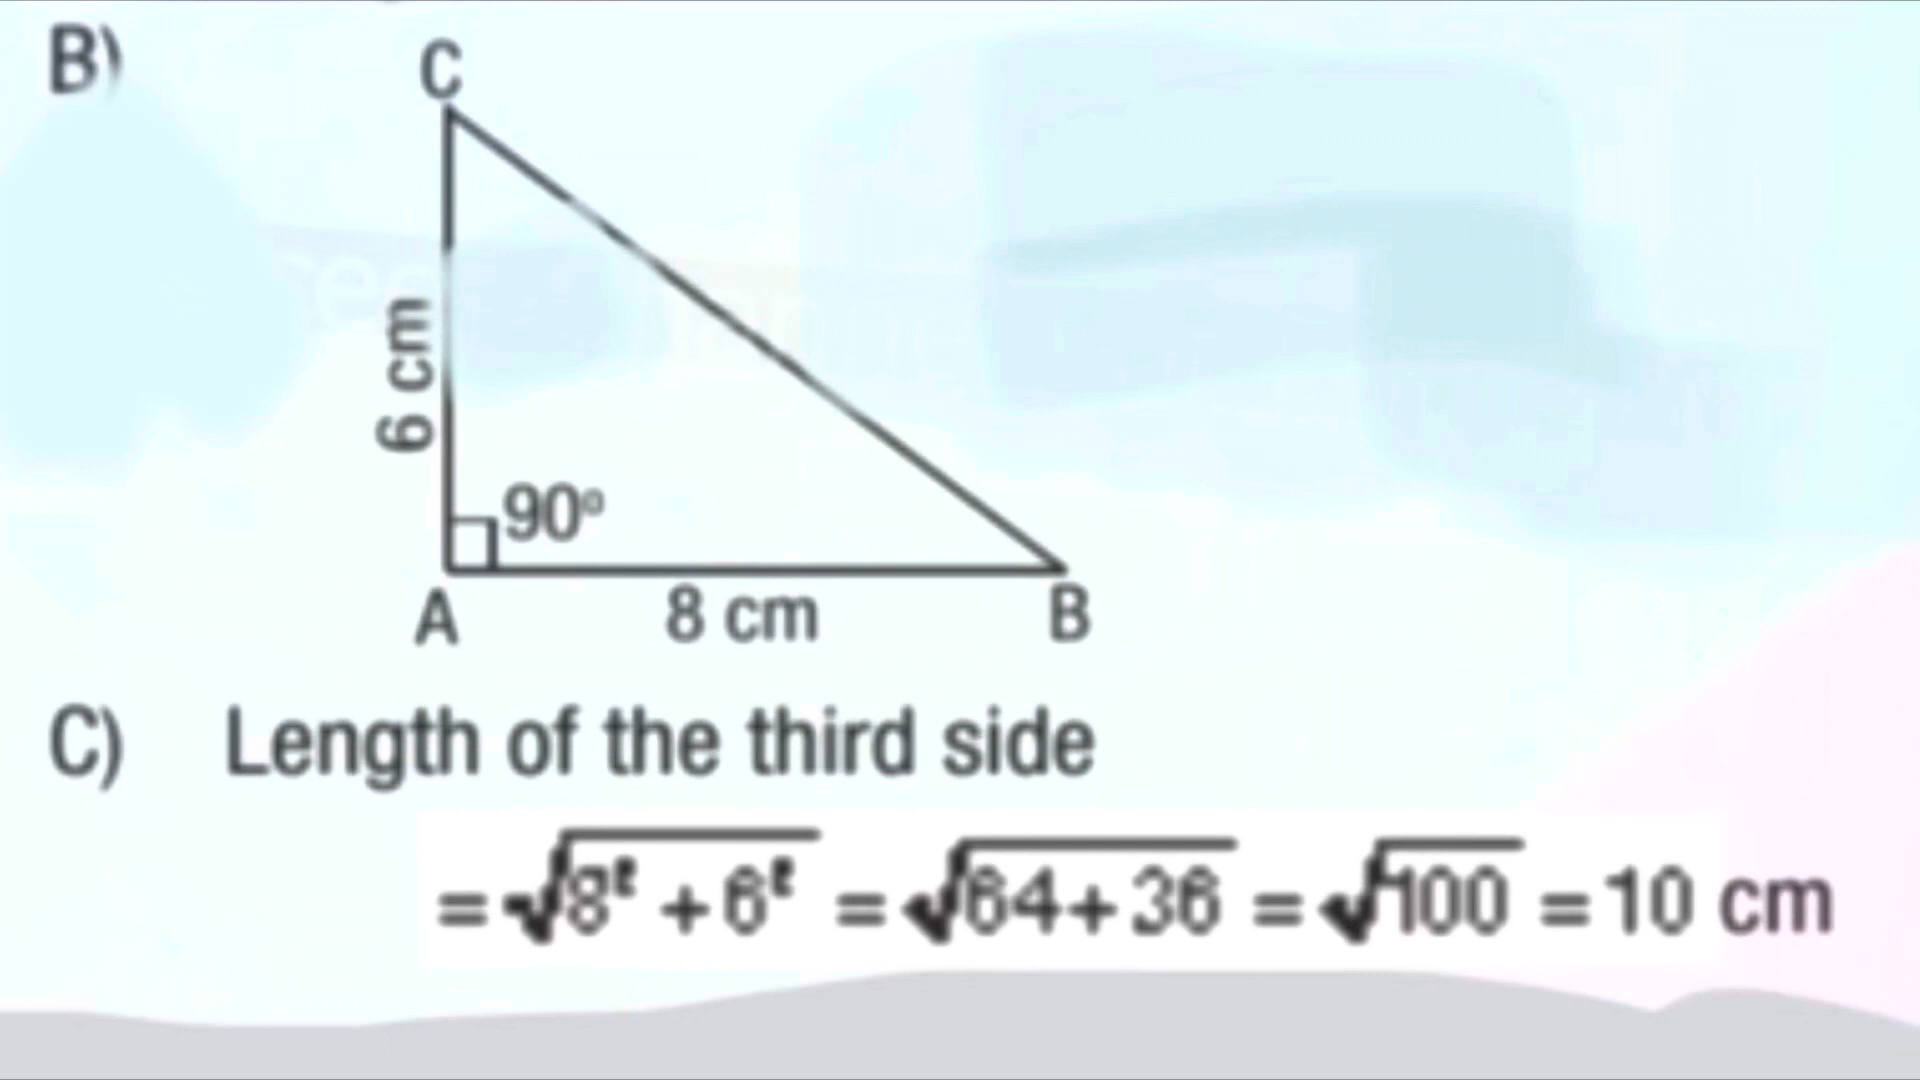 B)
C
6 cm
90°
A
8 cm
B
C) Length of the third side
= √8² + 6² = √64+36 = √100 = 10 cm